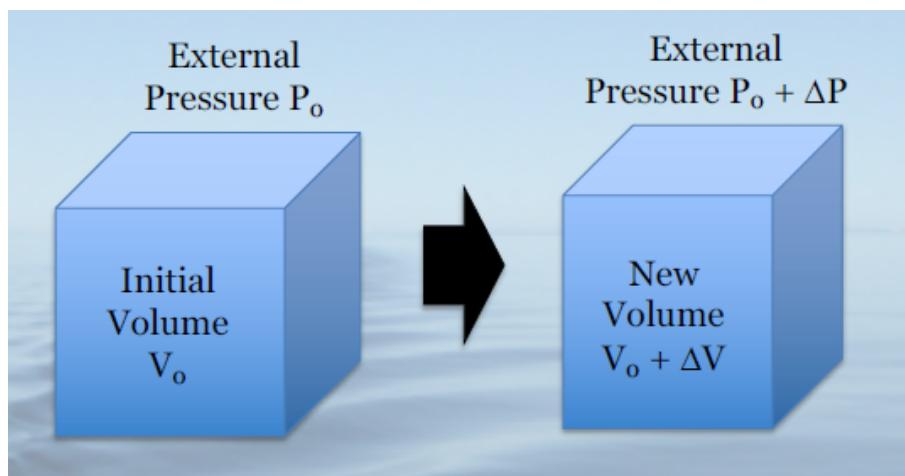 External
Pressure Pₒ
Initial
Volume
Vₒ
External
Pressure Pₒ + ΔP
New
Volume
Vₒ + ΔV